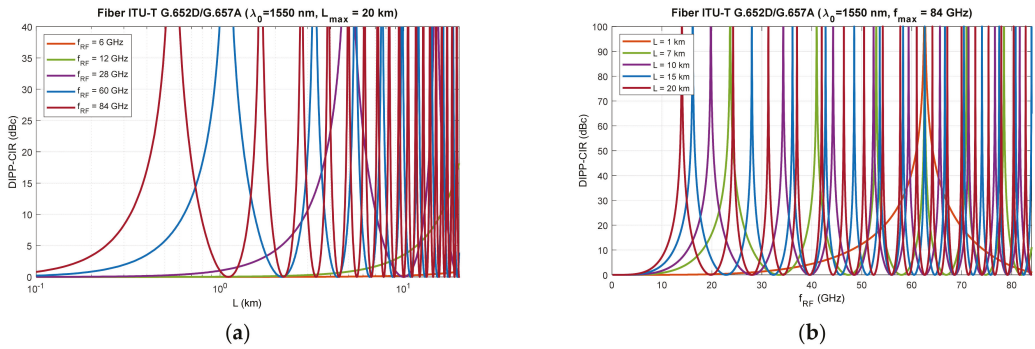 Fiber ITU-T G.652D/G.657A (λ0=1550 nm, Lmax = 20 km)
40
35
30
25
20
15
10
5
0
DIPP-CIR (dBc)
fRF = 6 GHz
fRF = 12 GHz
fRF = 28 GHz
fRF = 60 GHz
fRF = 84 GHz
10-1
100
101
L (km)
(a)
Fiber ITU-T G.652D/G.657A (λ0=1550 nm, fmax = 84 GHz)
100
90
80
70
60
50
40
30
20
10
0
DIPP-CIR (dBc)
L = 1 km
L = 7 km
L = 10 km
L = 15 km
L = 20 km
0
10
20
30
40
50
60
70
80
fRF (GHz)
(b)